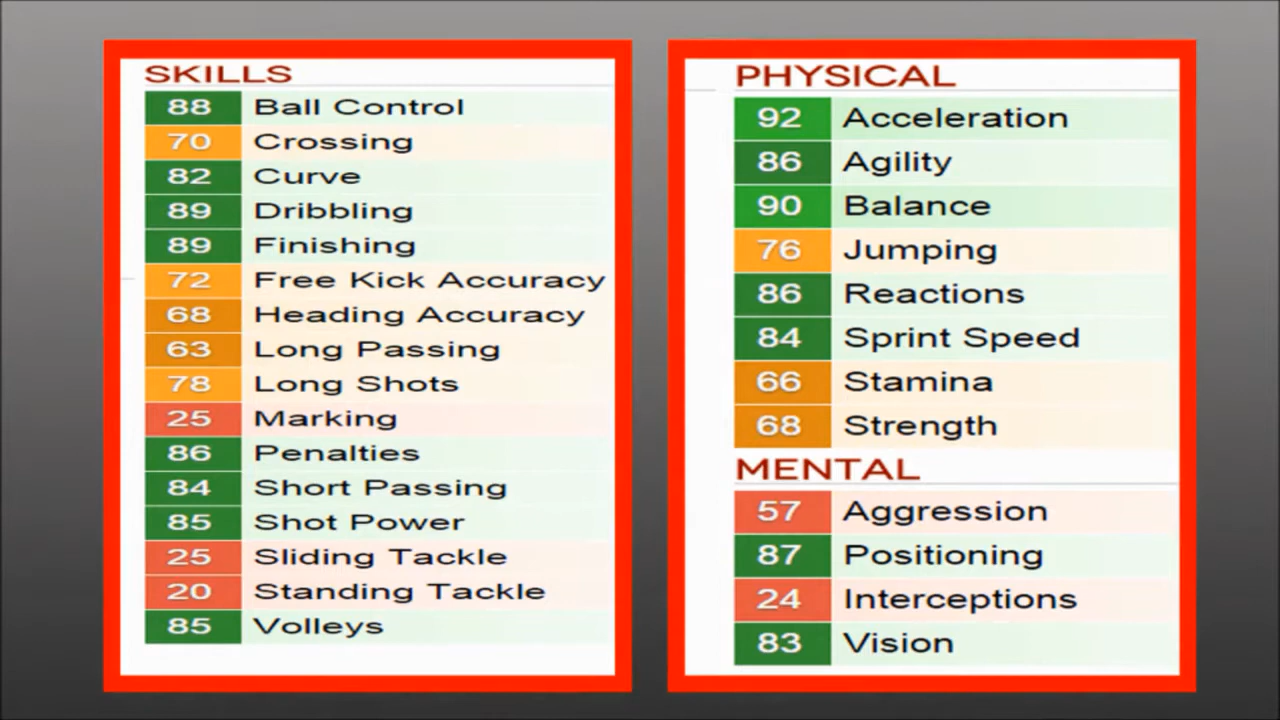 SKILLS
88 Ball Control
70 Crossing
82 Curve
89 Dribbling
89 Finishing
72 Free Kick Accuracy
68 Heading Accuracy
63 Long Passing
78 Long Shots
25 Marking
86 Penalties
84 Short Passing
85 Shot Power
25 Sliding Tackle
20 Standing Tackle
85 Volleys
PHYSICAL
92 Acceleration
86 Agility
90 Balance
76 Jumping
86 Reactions
84 Sprint Speed
66 Stamina
68 Strength
MENTAL
57 Aggression
87 Positioning
24 Interceptions
83 Vision